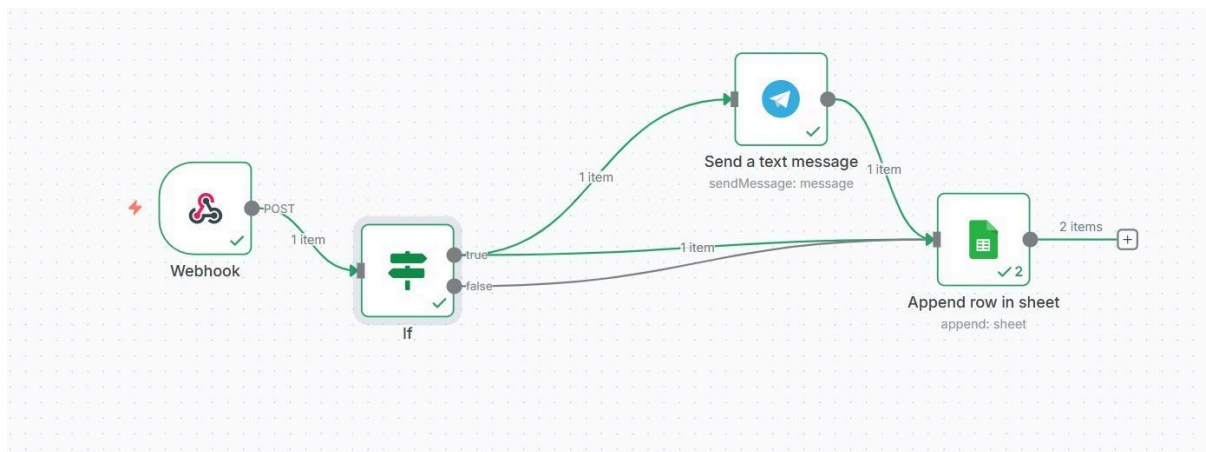 Send a text message
sendMessage: message
1 item
1 item
POST
1 item
Webhook
true
1 item
false
If
2 items
2
Append row in sheet
append: sheet